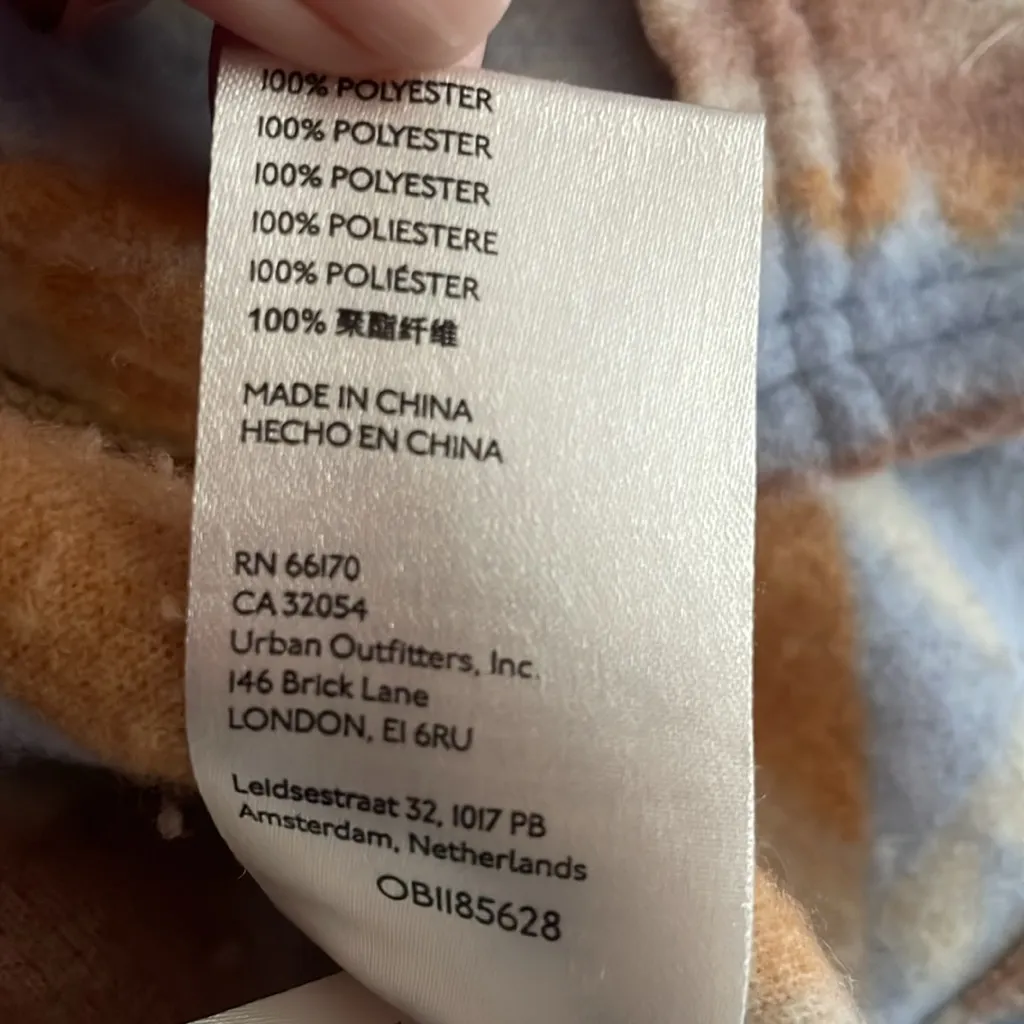 100% POLYESTER
100% POLYESTER
100% POLYESTER
100% POLIESTERE
100% POLIÉSTER
100% 聚酯纤维
MADE IN CHINA
HECHO EN CHINA
RN 66170
CA 32054
Urban Outfitters, Inc.
146 Brick Lane
LONDON, E1 6RU
Leidsestraat 32, 1017 PB
Amsterdam, Netherlands
OB1185628